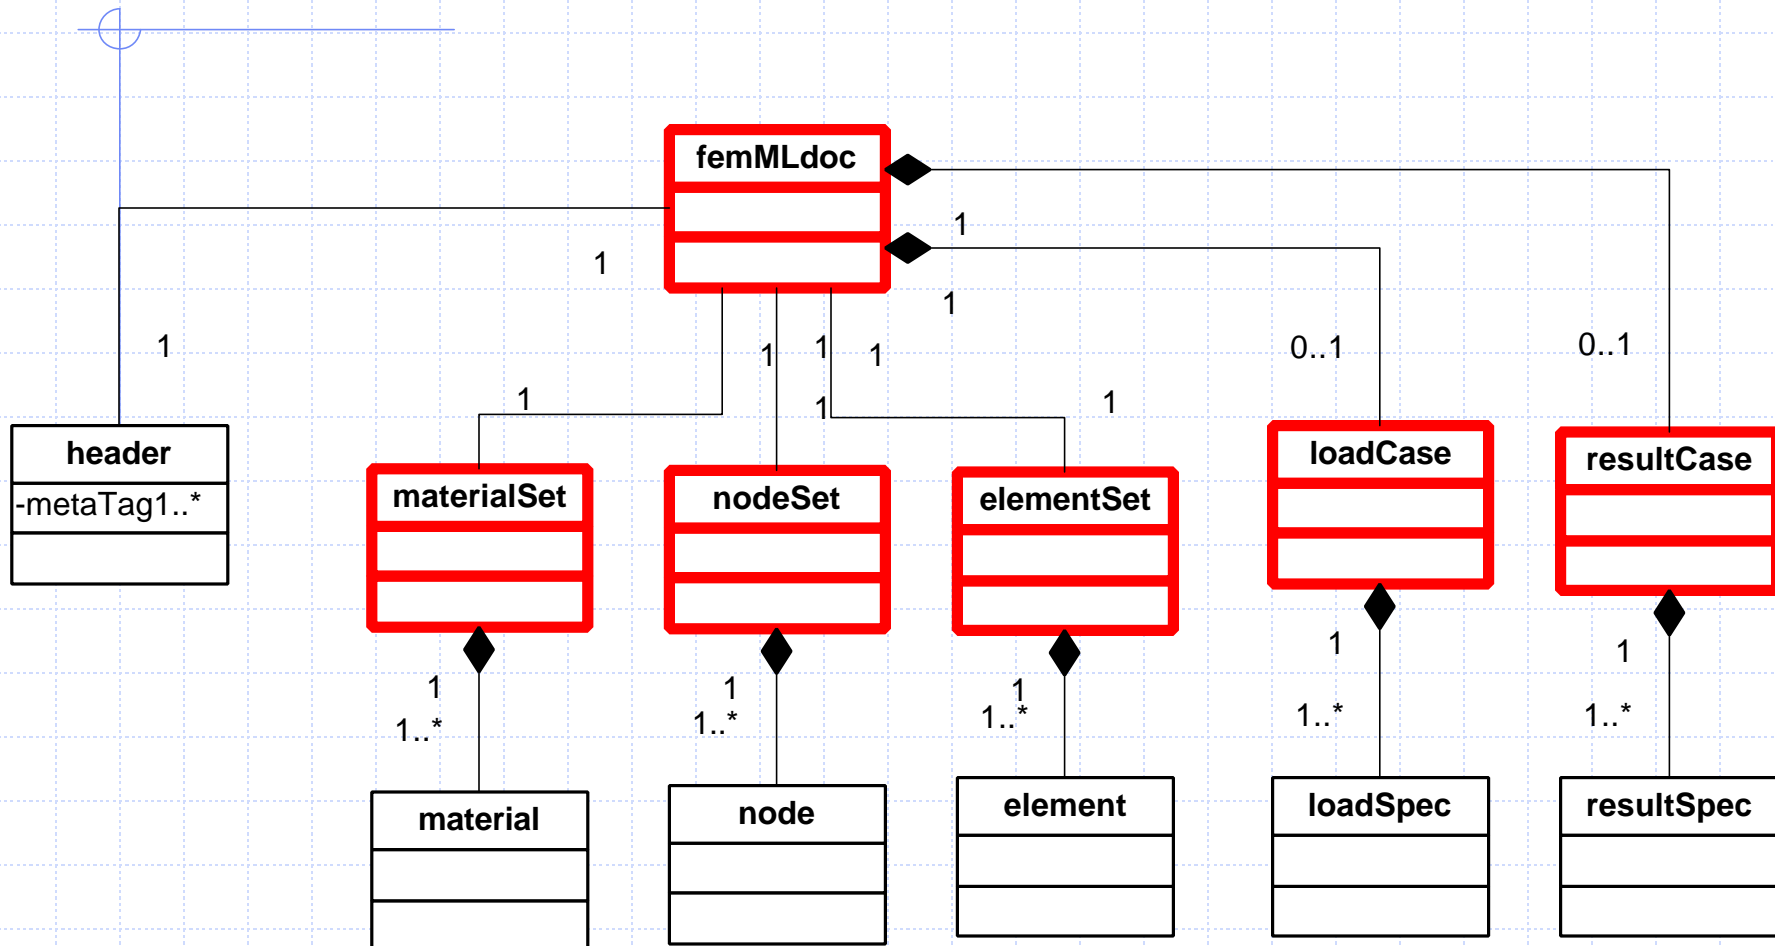 femMLdoc
1
1
1
1
0..1
0..1
1
1
1
1
1
1
1
header
-metaTag1..*
materialSet
nodeSet
elementSet
loadCase
resultCase
1
1
1
1
1
1..*
1..*
1..*
1..*
1..*
material
node
element
loadSpec
resultSpec